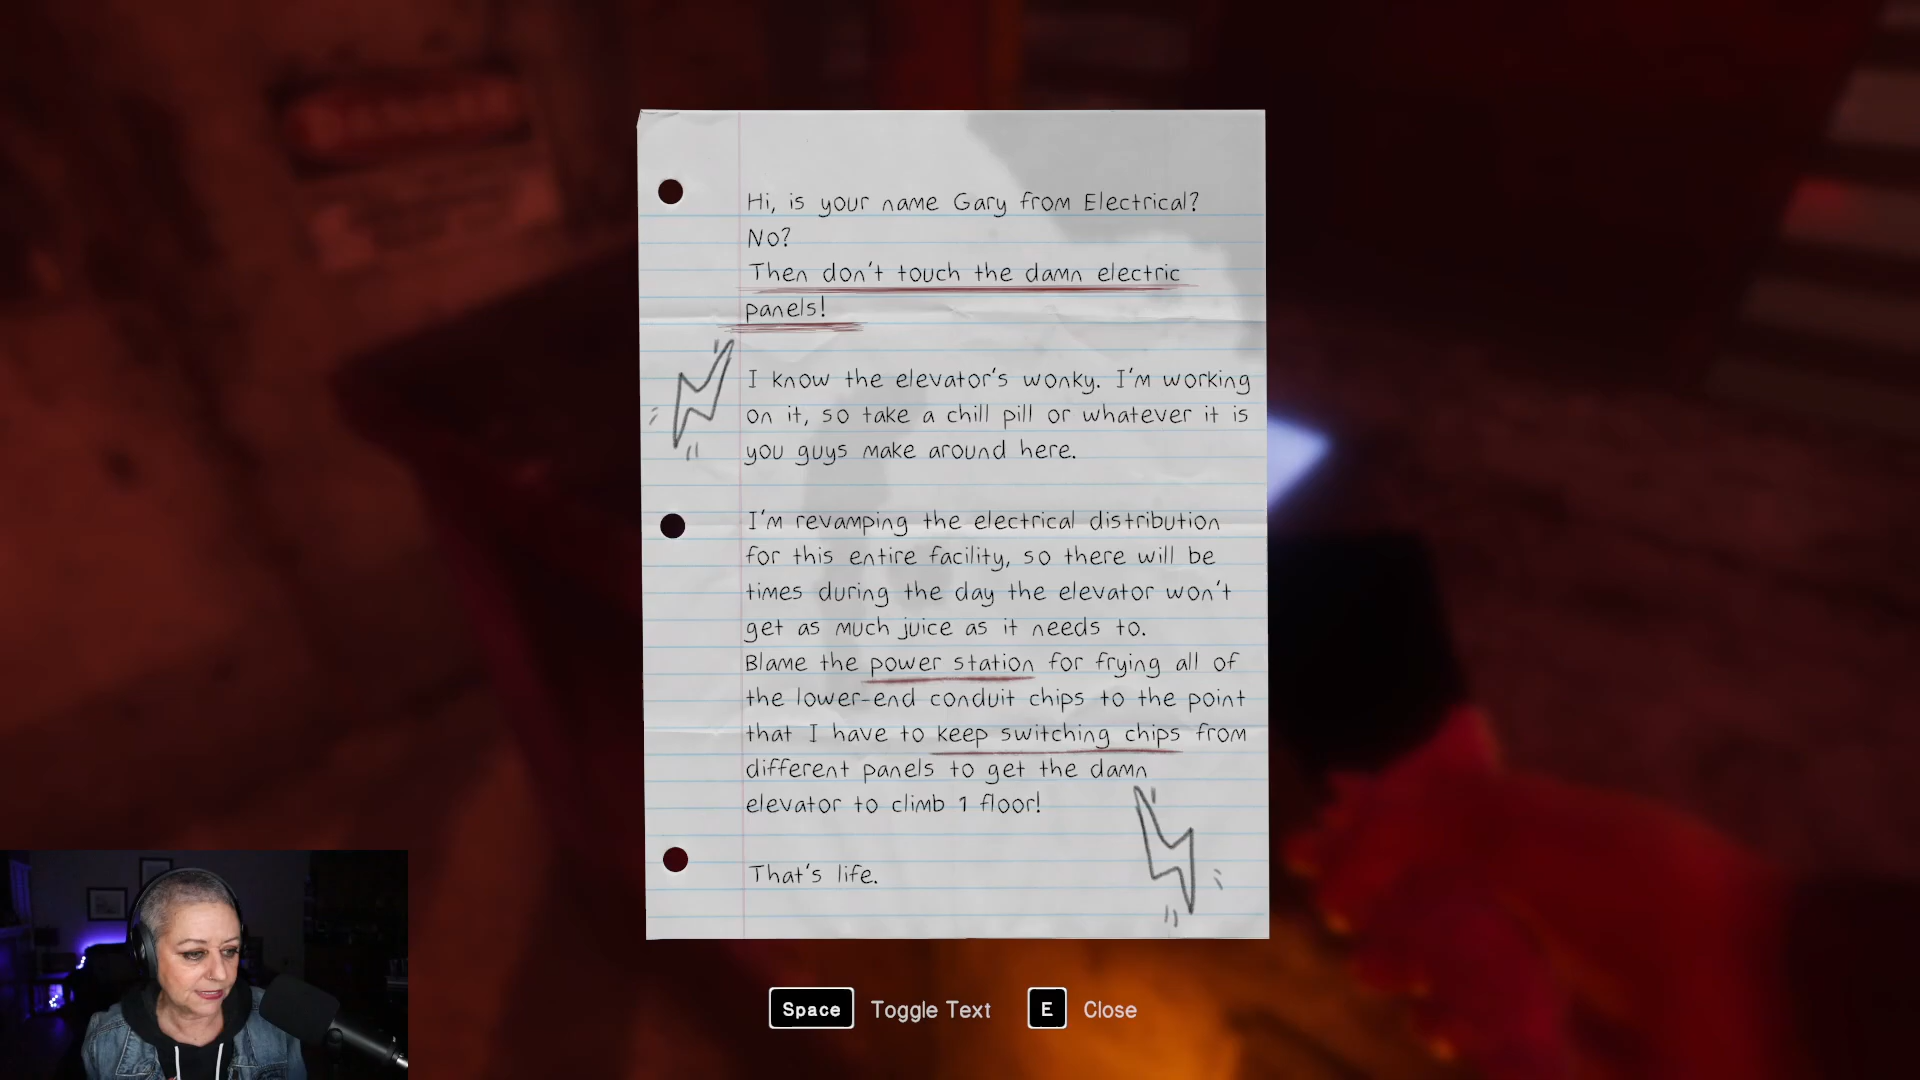 Hi, is your name Gary from Electrical?
No?
Then don't touch the damn electric
panels!
I know the elevator's wonky. I'm working
on it, so take a chill pill or whatever it is
you guys make around here.
I'm revamping the electrical distribution
for this entire facility, so there will be
times during the day the elevator won't
get as much juice as it needs to.
Blame the power station for frying all of
the lower-end conduit chips to the point
that I have to keep switching chips from
different panels to get the damn
elevator to climb 1 floor!
That's life.
Space Toggle Text E Close